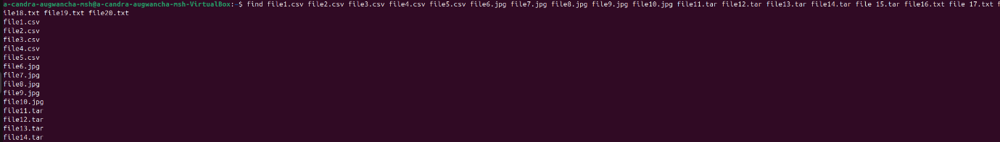 a-candra-augwancha-msh@a-candra-augwancha-msh-VirtualBox:~$ find file1.csv file2.csv file3.csv file4.csv file5.csv file6.jpg file7.jpg file8.jpg file9.jpg file10.jpg file11.tar file12.tar file13.tar file14.tar file 15.tar file16.txt file 17.txt f
ile18.txt file19.txt file20.txt
file1.csv
file2.csv
file3.csv
file4.csv
file5.csv
file6.jpg
file7.jpg
file8.jpg
file9.jpg
file10.jpg
file11.tar
file12.tar
file13.tar
file14.tar